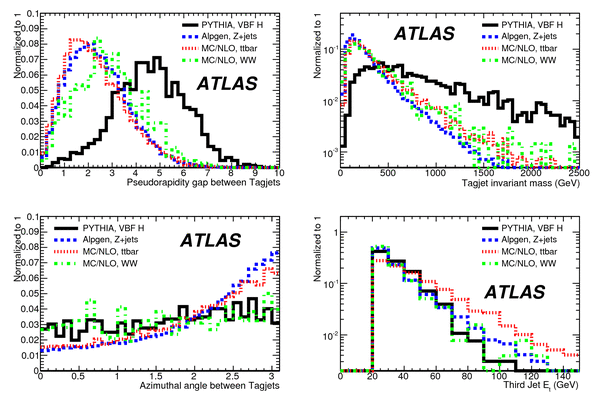 Normalized to 1
0.1
0.09
0.08
0.07
0.06
0.05
0.04
0.03
0.02
0.01
0
PYTHIA, VBF H
Alpgen, Z+jets
MC/NLO, ttbar
MC/NLO, WW
ATLAS
0 1 2 3 4 5 6 7 8 9 10
Pseudorapidity gap between Tagjets
Normalized to 1
10⁻¹
10⁻²
10⁻³
ATLAS
PYTHIA, VBF H
Alpgen, Z+jets
MC/NLO, ttbar
MC/NLO, WW
0 500 1000 1500 2000 2500
Tagjet invariant mass (GeV)
Normalized to 1
0.1
0.09
0.08
0.07
0.06
0.05
0.04
0.03
0.02
0.01
0
PYTHIA, VBF H
Alpgen, Z+jets
MC/NLO, ttbar
MC/NLO, WW
ATLAS
0 0.5 1 1.5 2 2.5 3
Azimuthal angle between Tagjets
Normalized to 1
1
10⁻¹
10⁻²
PYTHIA, VBF H
Alpgen, Z+jets
MC/NLO, ttbar
MC/NLO, WW
ATLAS
0 20 40 60 80 100 120 140
Third Jet Eₜ (GeV)